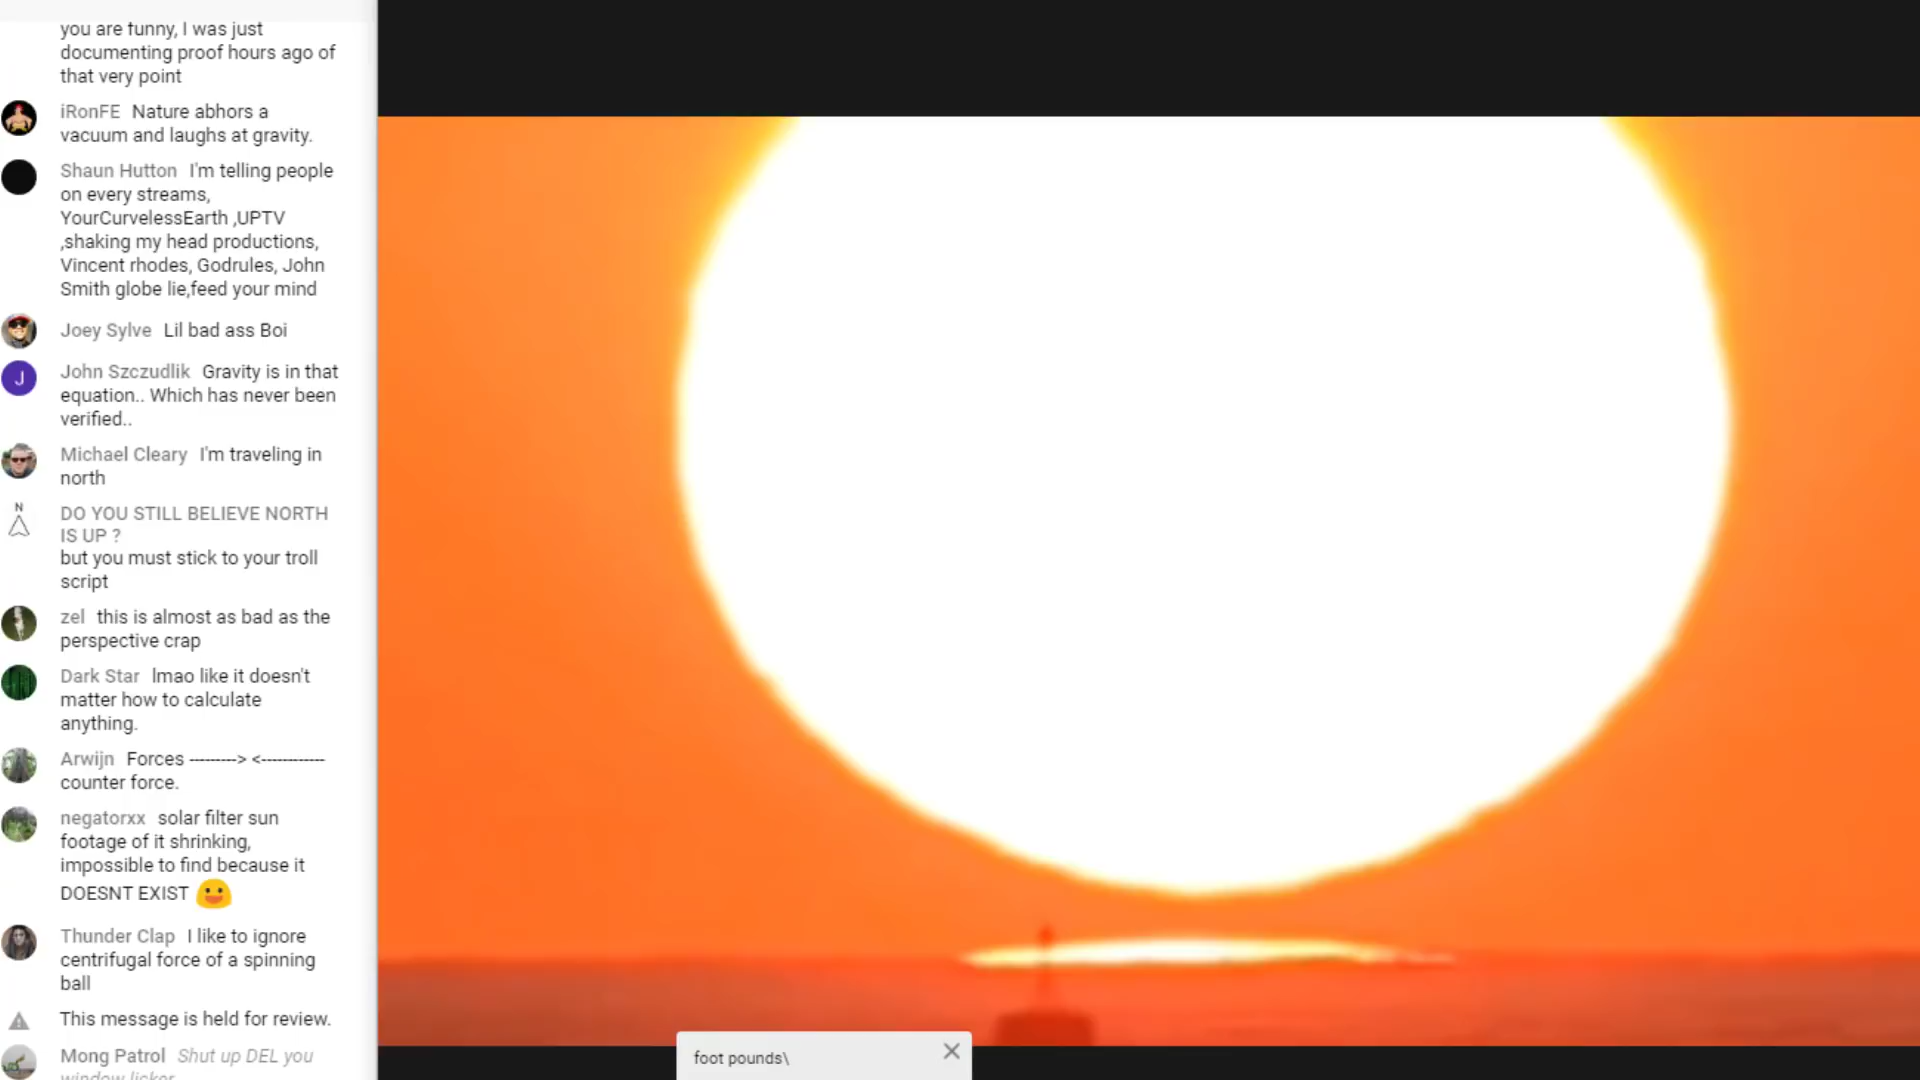 you are funny, I was just
documenting proof hours ago of
that very point
iRonFE Nature abhors a
vacuum and laughs at gravity.
Shaun Hutton I'm telling people
on every streams,
YourCurvelessEarth ,UPTV
,shaking my head productions,
Vincent rhodes, Godrules, John
Smith globe lie,feed your mind
Joey Sylve Lil bad ass Boi
J
John Szczudlik Gravity is in that
equation.. Which has never been
verified..
Michael Cleary I'm traveling in
north
N
DO YOU STILL BELIEVE NORTH
IS UP ?
but you must stick to your troll
script
zel this is almost as bad as the
perspective crap
Dark Star lmao like it doesn't
matter how to calculate
anything.
Arwijn Forces ---------> <------------
counter force.
negatorxx solar filter sun
footage of it shrinking,
impossible to find because it
DOESNT EXIST
Thunder Clap I like to ignore
centrifugal force of a spinning
ball
This message is held for review.
Mong Patrol Shut up DEL you
window licker
foot pounds\